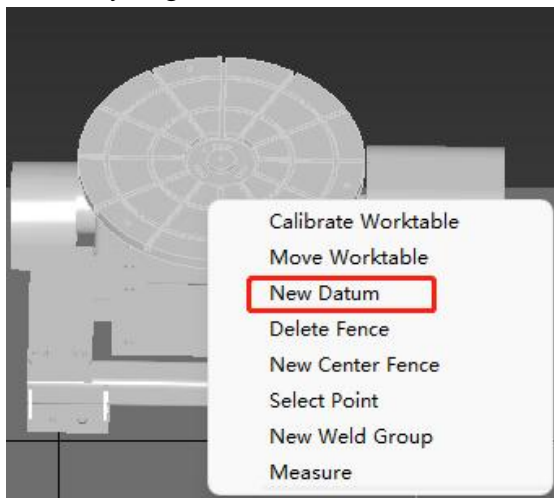 Calibrate Worktable
Move Worktable
New Datum
Delete Fence
New Center Fence
Select Point
New Weld Group
Measure